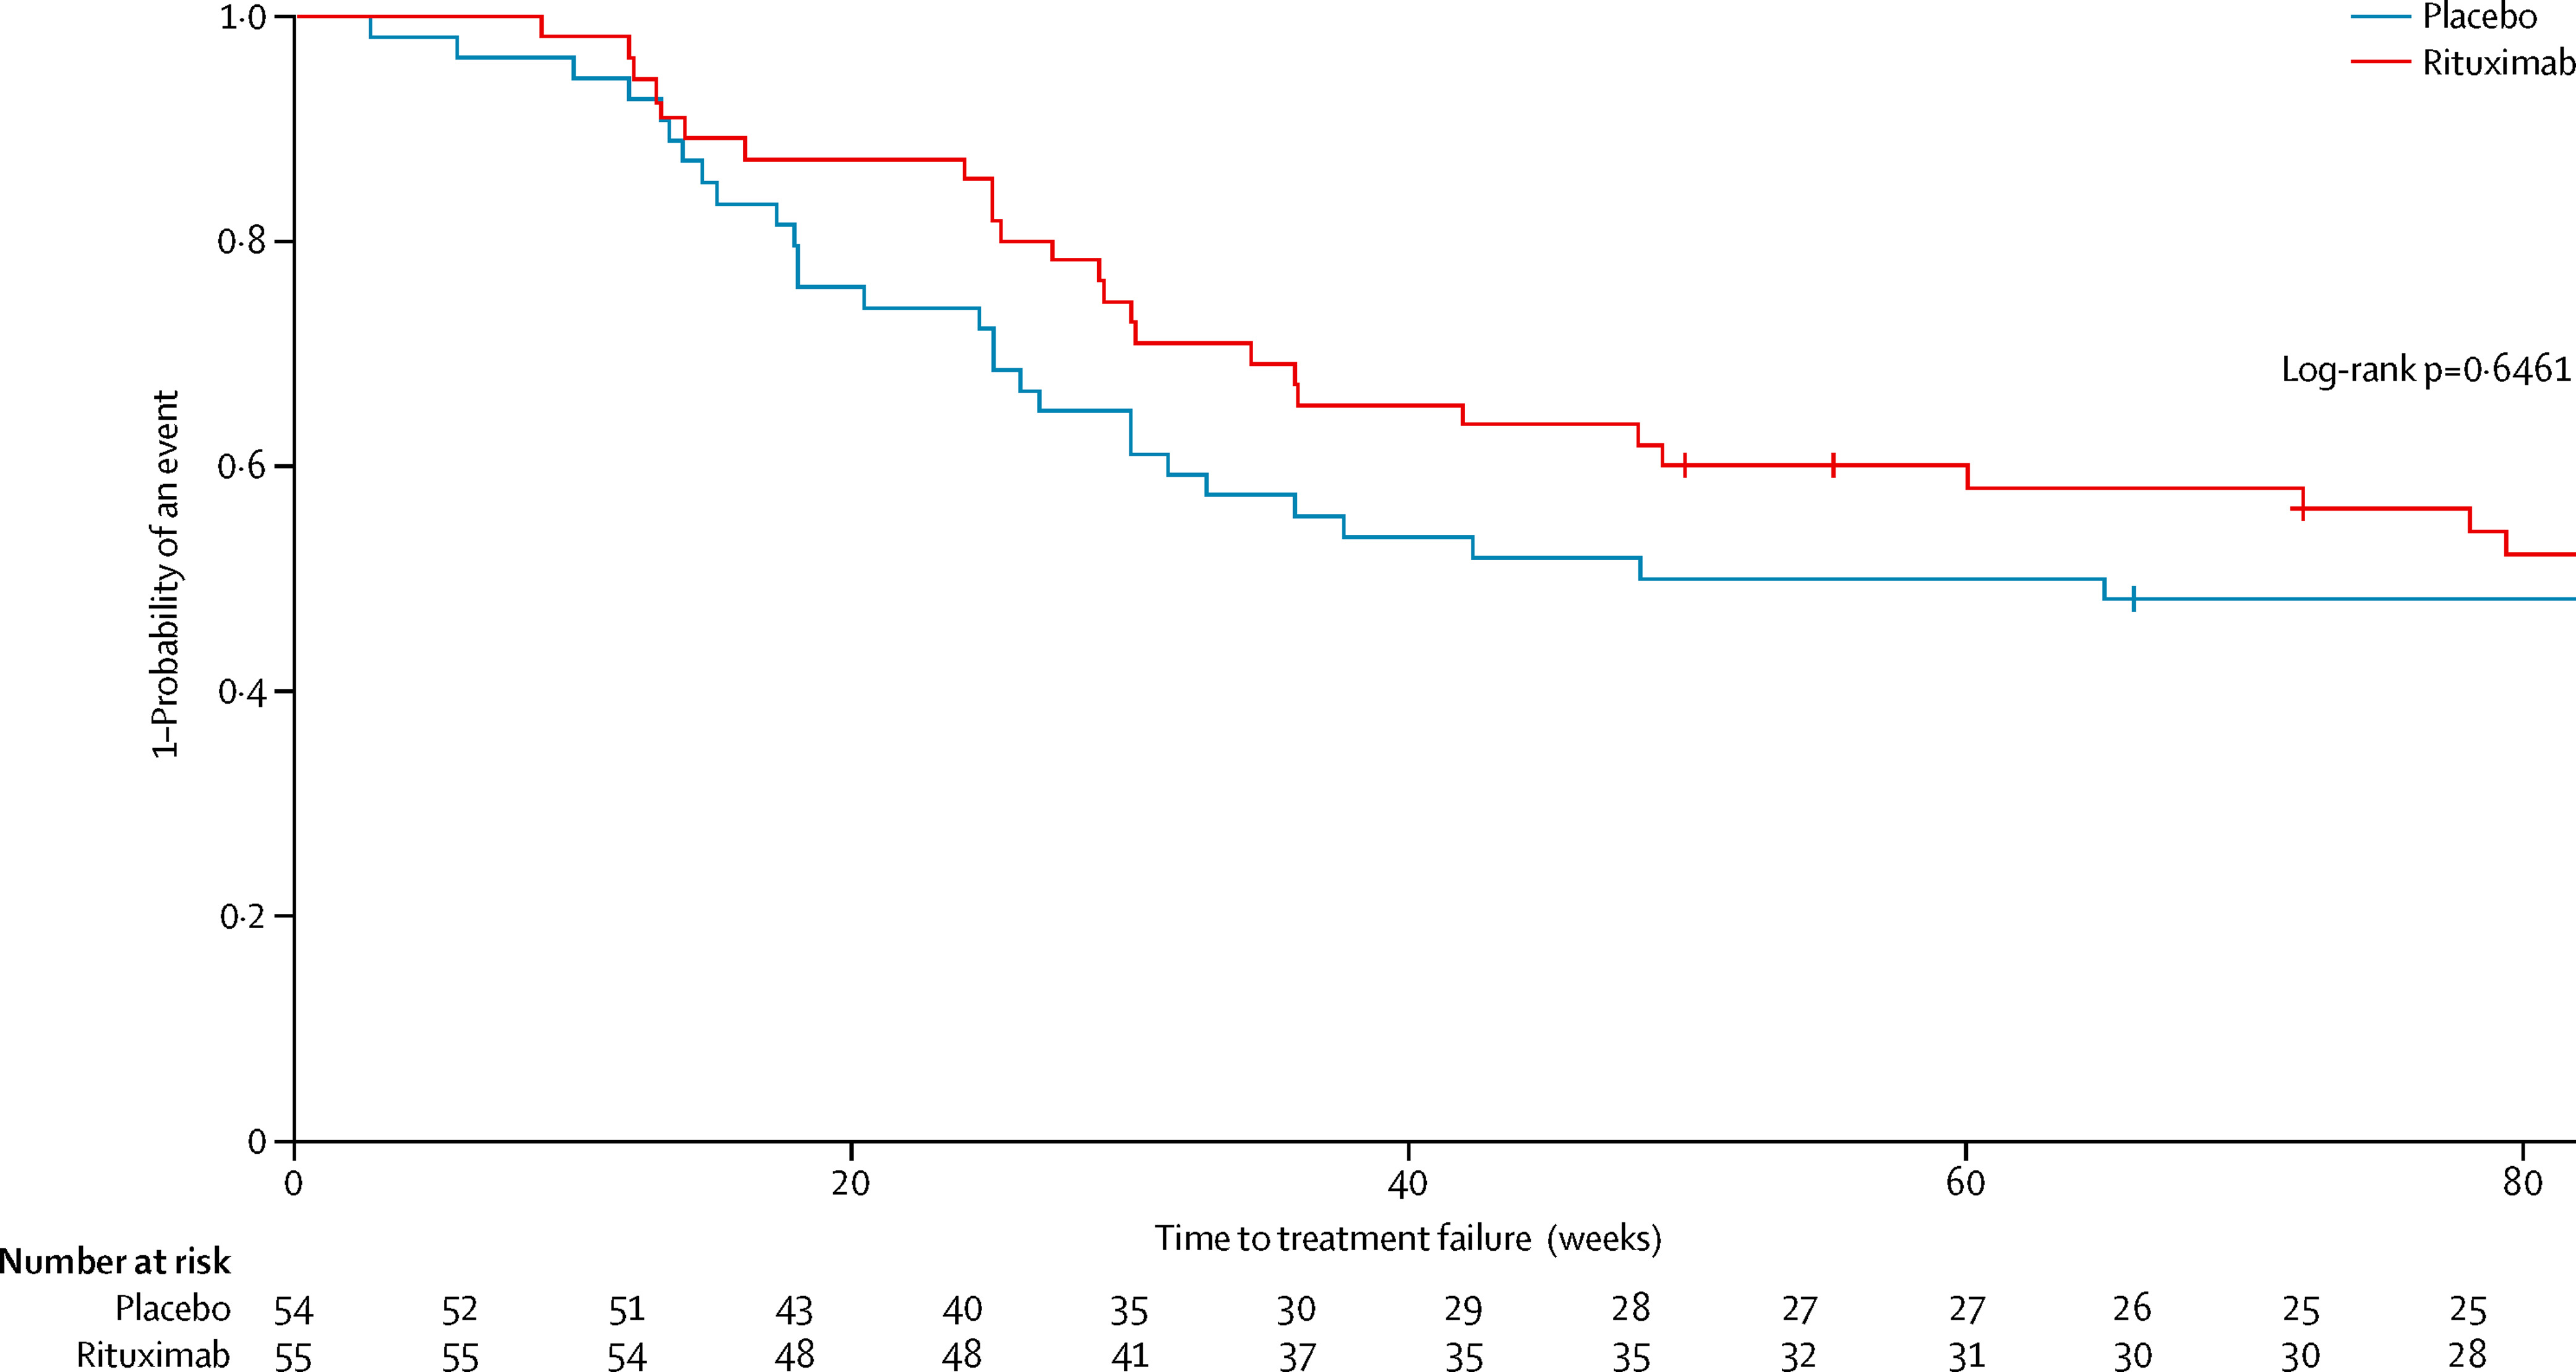 1·0
Placebo
Rituximab
0·8
Log-rank p=0·6461
1–Probability of an event
0·6
0·4
0·2
0
0 20 40 60 80
Time to treatment failure (weeks)
Number at risk
Placebo 54 52 51 43 40 35 30 29 28 27 27 26 25 25
Rituximab 55 55 54 48 48 41 37 35 35 32 31 30 30 28